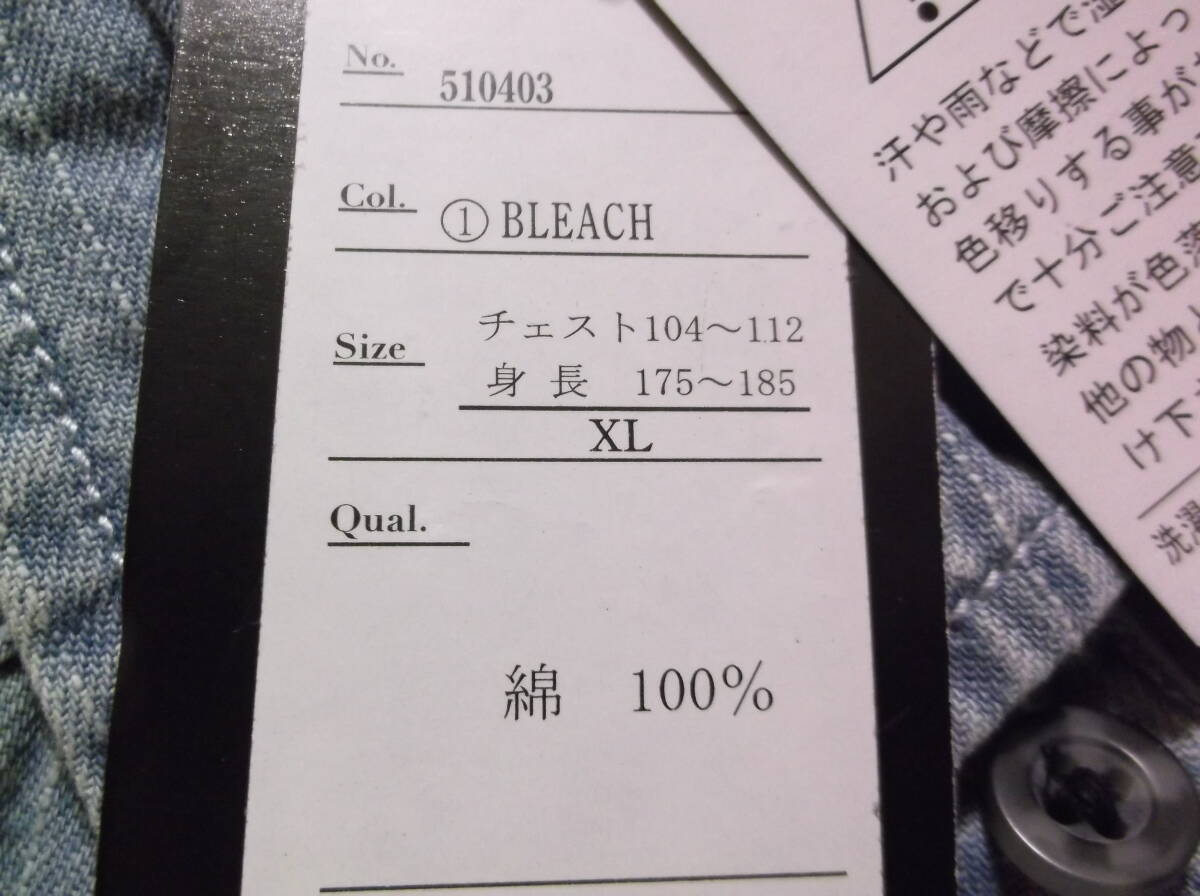 No. 510403
Col. ① BLEACH
Size チェスト104～112
身長 175～185
XL
Qual.
綿 100%
汗や雨などで湿
および摩擦によっ
色移りする事が
で十分ご注意
染料が色落
他の物
け下
洗濯